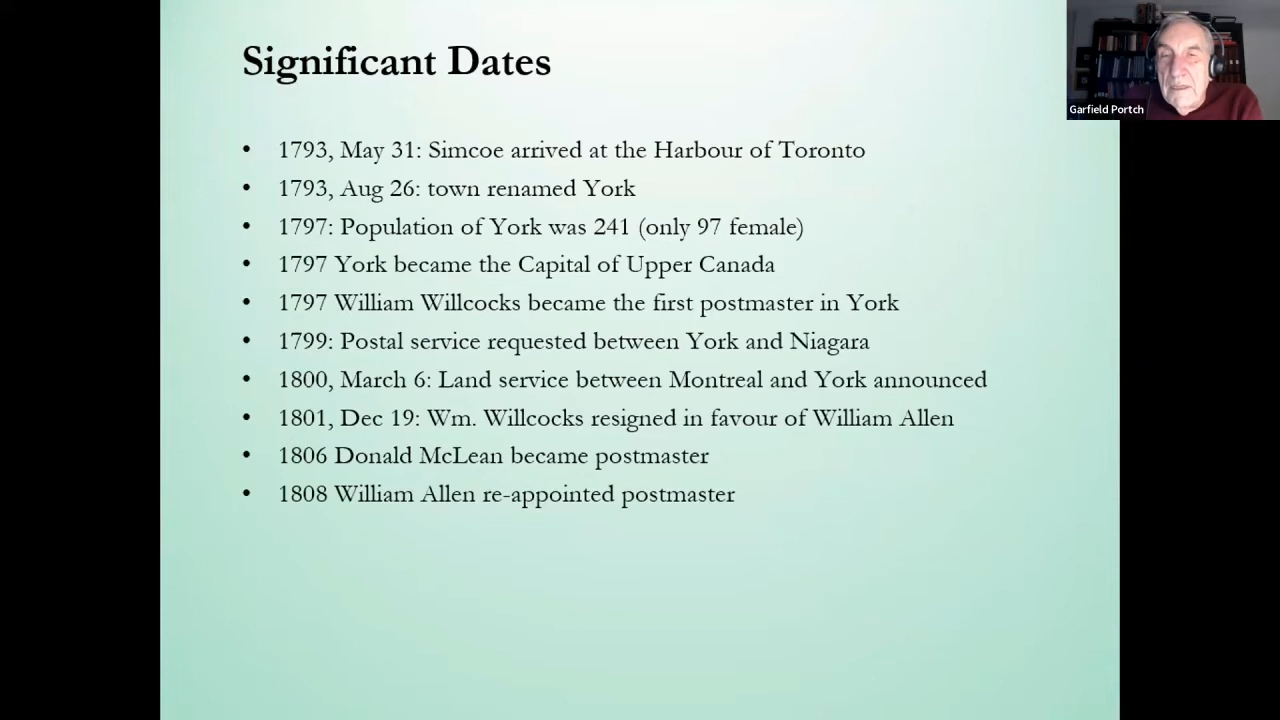 Significant Dates
Garfield Portch
• 1793, May 31: Simcoe arrived at the Harbour of Toronto
• 1793, Aug 26: town renamed York
• 1797: Population of York was 241 (only 97 female)
• 1797 York became the Capital of Upper Canada
• 1797 William Willcocks became the first postmaster in York
• 1799: Postal service requested between York and Niagara
• 1800, March 6: Land service between Montreal and York announced
• 1801, Dec 19: Wm. Willcocks resigned in favour of William Allen
• 1806 Donald McLean became postmaster
• 1808 William Allen re-appointed postmaster